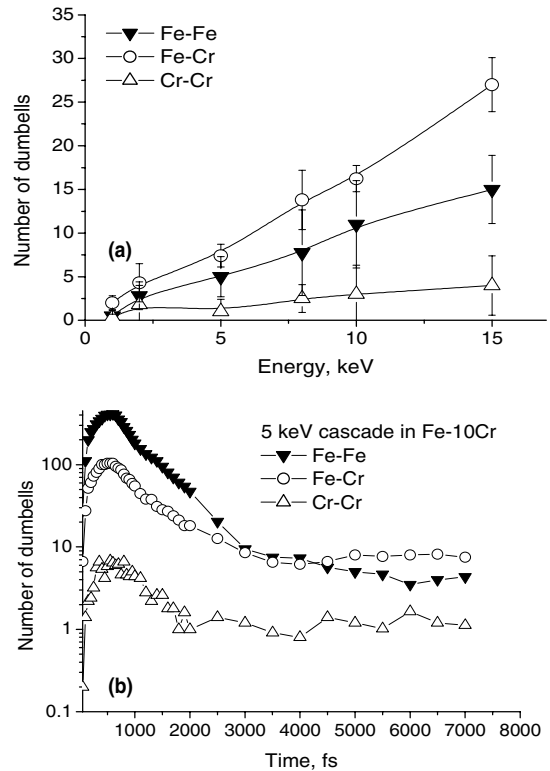 35
30
25
20
15
10
5
0
Number of dumbells
Fe-Fe
Fe-Cr
Cr-Cr
(a)
5 10 15
Energy, keV
100
10
1
0.1
Number of dumbells
5 keV cascade in Fe-10Cr
Fe-Fe
Fe-Cr
Cr-Cr
(b)
1000 2000 3000 4000 5000 6000 7000 8000
Time, fs